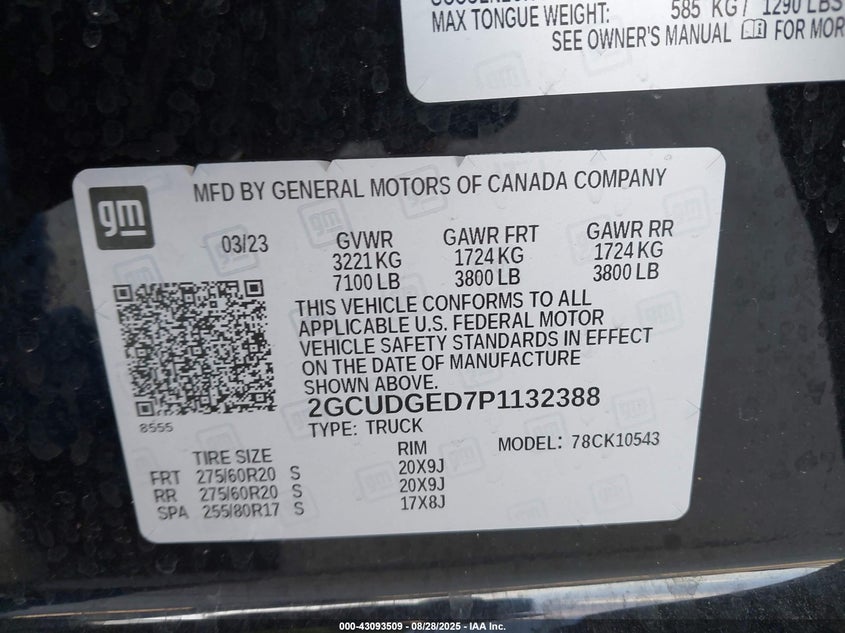 MAX TONGUE WEIGHT: 585 KG / 1290 LBS
SEE OWNER'S MANUAL FOR MOR
gm
MFD BY GENERAL MOTORS OF CANADA COMPANY
03/23 GVWR GAWR FRT GAWR RR
3221 KG 1724 KG 1724 KG
7100 LB 3800 LB 3800 LB
THIS VEHICLE CONFORMS TO ALL
APPLICABLE U.S. FEDERAL MOTOR
VEHICLE SAFETY STANDARDS IN EFFECT
ON THE DATE OF MANUFACTURE
SHOWN ABOVE.
2GCUDGED7P1132388
8555
TYPE: TRUCK
TIRE SIZE RIM MODEL: 78CK10543
FRT 275/60R20 S 20X9J
RR 275/60R20 S 20X9J
SPA 255/80R17 S 17X8J
000-43093509 - 08/28/2025 - IAA Inc.